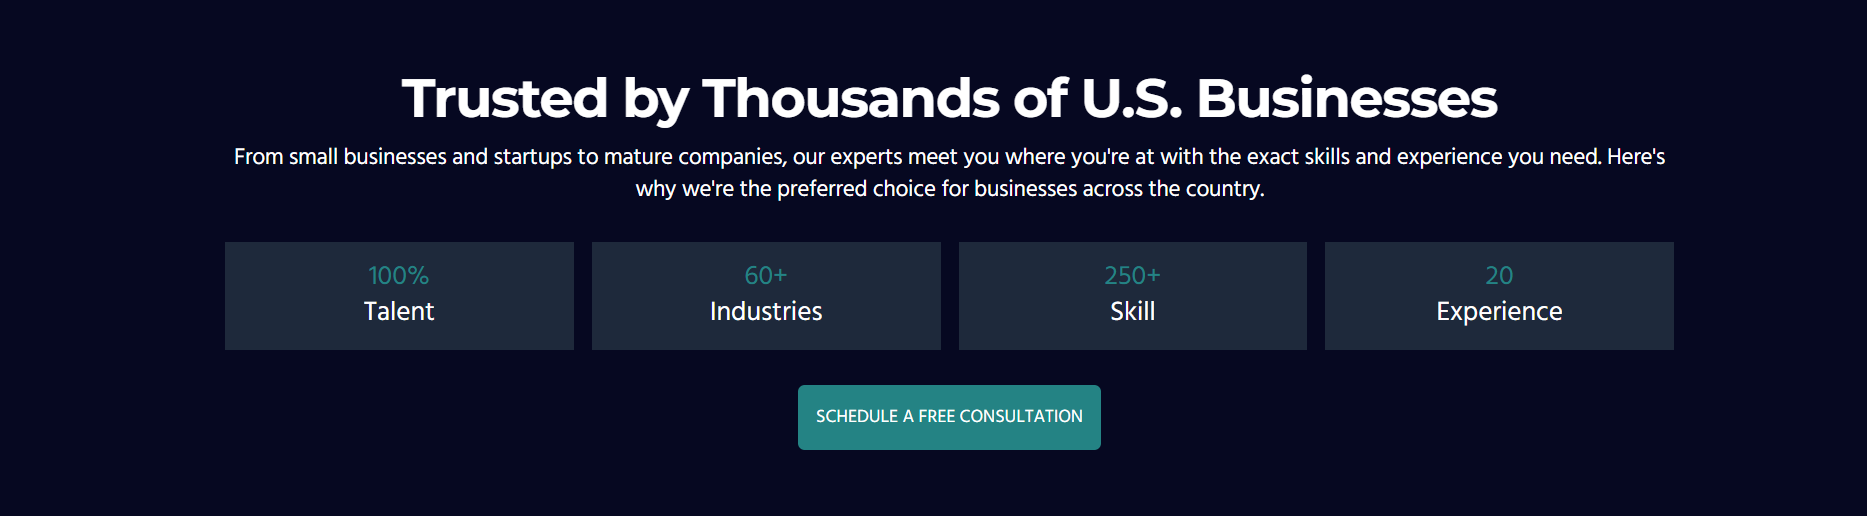 Trusted by Thousands of U.S. Businesses
From small businesses and startups to mature companies, our experts meet you where you're at with the exact skills and experience you need. Here's
why we're the preferred choice for businesses across the country.
100%
Talent
60+
Industries
250+
Skill
20
Experience
SCHEDULE A FREE CONSULTATION